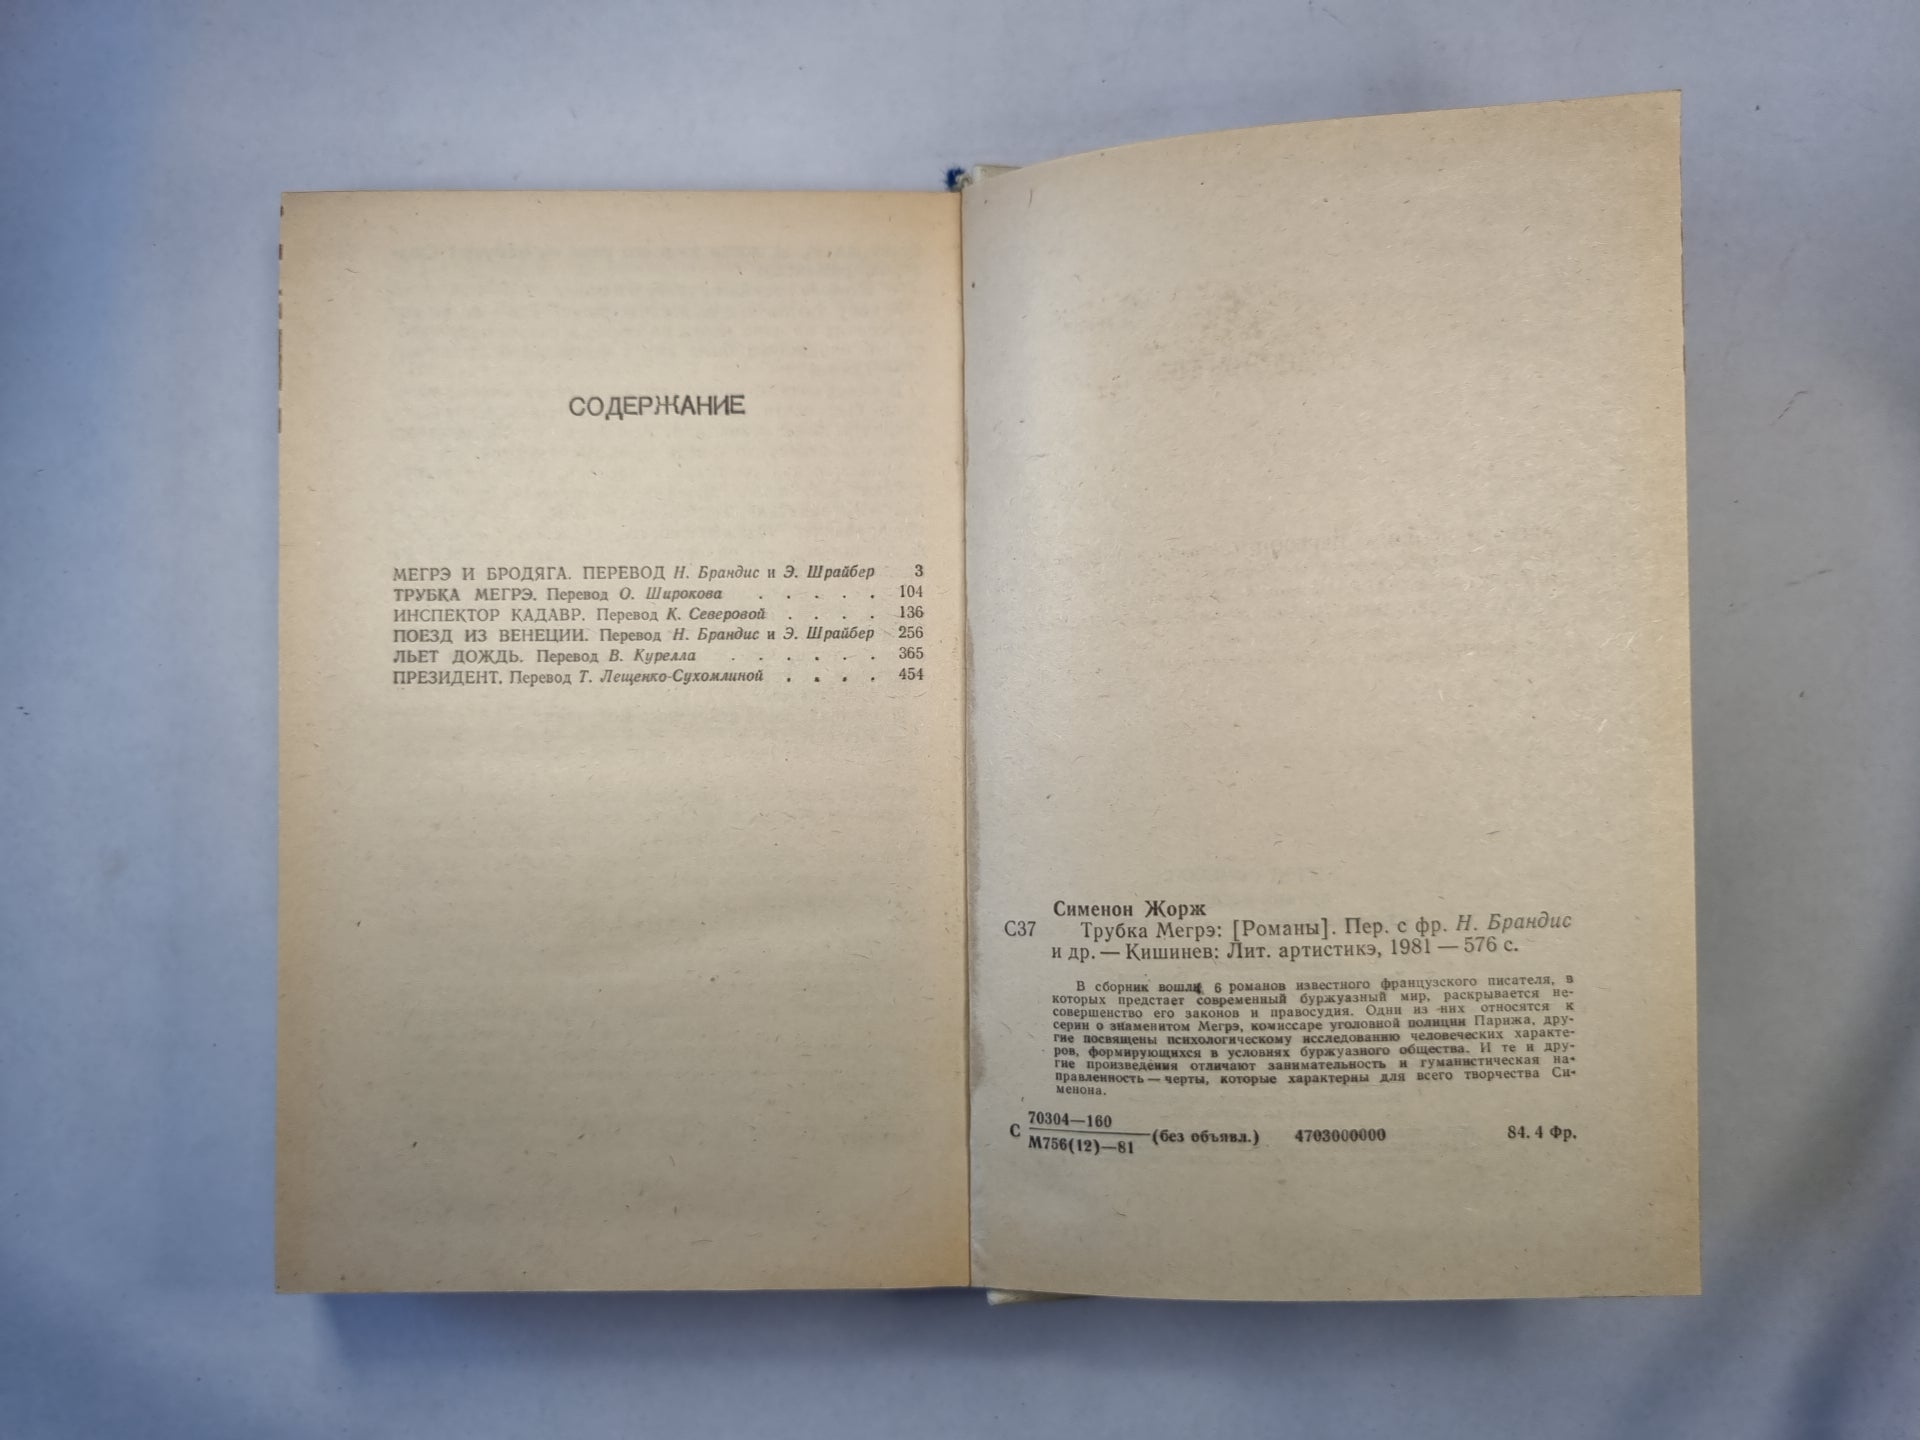 СОДЕРЖАНИЕ
МЕГРЭ И БРОДЯГА. ПЕРЕВОД Н. Брандис и Э. Шрайбер 3
ТРУБКА МЕГРЭ. Перевод О. Широкова . . . . . 104
ИНСПЕКТОР КАДАВР. Перевод К. Северовой . . . . 136
ПОЕЗД ИЗ ВЕНЕЦИИ. Перевод Н. Брандис и Э. Шрайбер 256
ЛЬЕТ ДОЖДЬ. Перевод В. Курелла . . . . . . 365
ПРЕЗИДЕНТ. Перевод Т. Лещенко-Сухомлиной . . . . 454
Сименон Жорж
С37 Трубка Мегрэ: [Романы]. Пер. с фр. Н. Брандис
и др. — Кишинев: Лит. артистикэ, 1981 — 576 с.
В сборник вошли 6 романов известного французского писателя, в
которых предстает современный буржуазный мир, раскрывается не-
совершенство его законов и правосудия. Одни из них относятся к
серии о знаменитом Мегрэ, комиссаре уголовной полиции Парижа, дру-
гие посвящены психологическому исследованию человеческих характе-
ров, формирующихся в условиях буржуазного общества. И те и дру-
гие произведения отличают занимательность и гуманистическая на-
правленность — черты, которые характерны для всего творчества Си-
менона.
70304—160
С (без объявл.) 4703000000 84. 4 Фр.
М756(12)—81